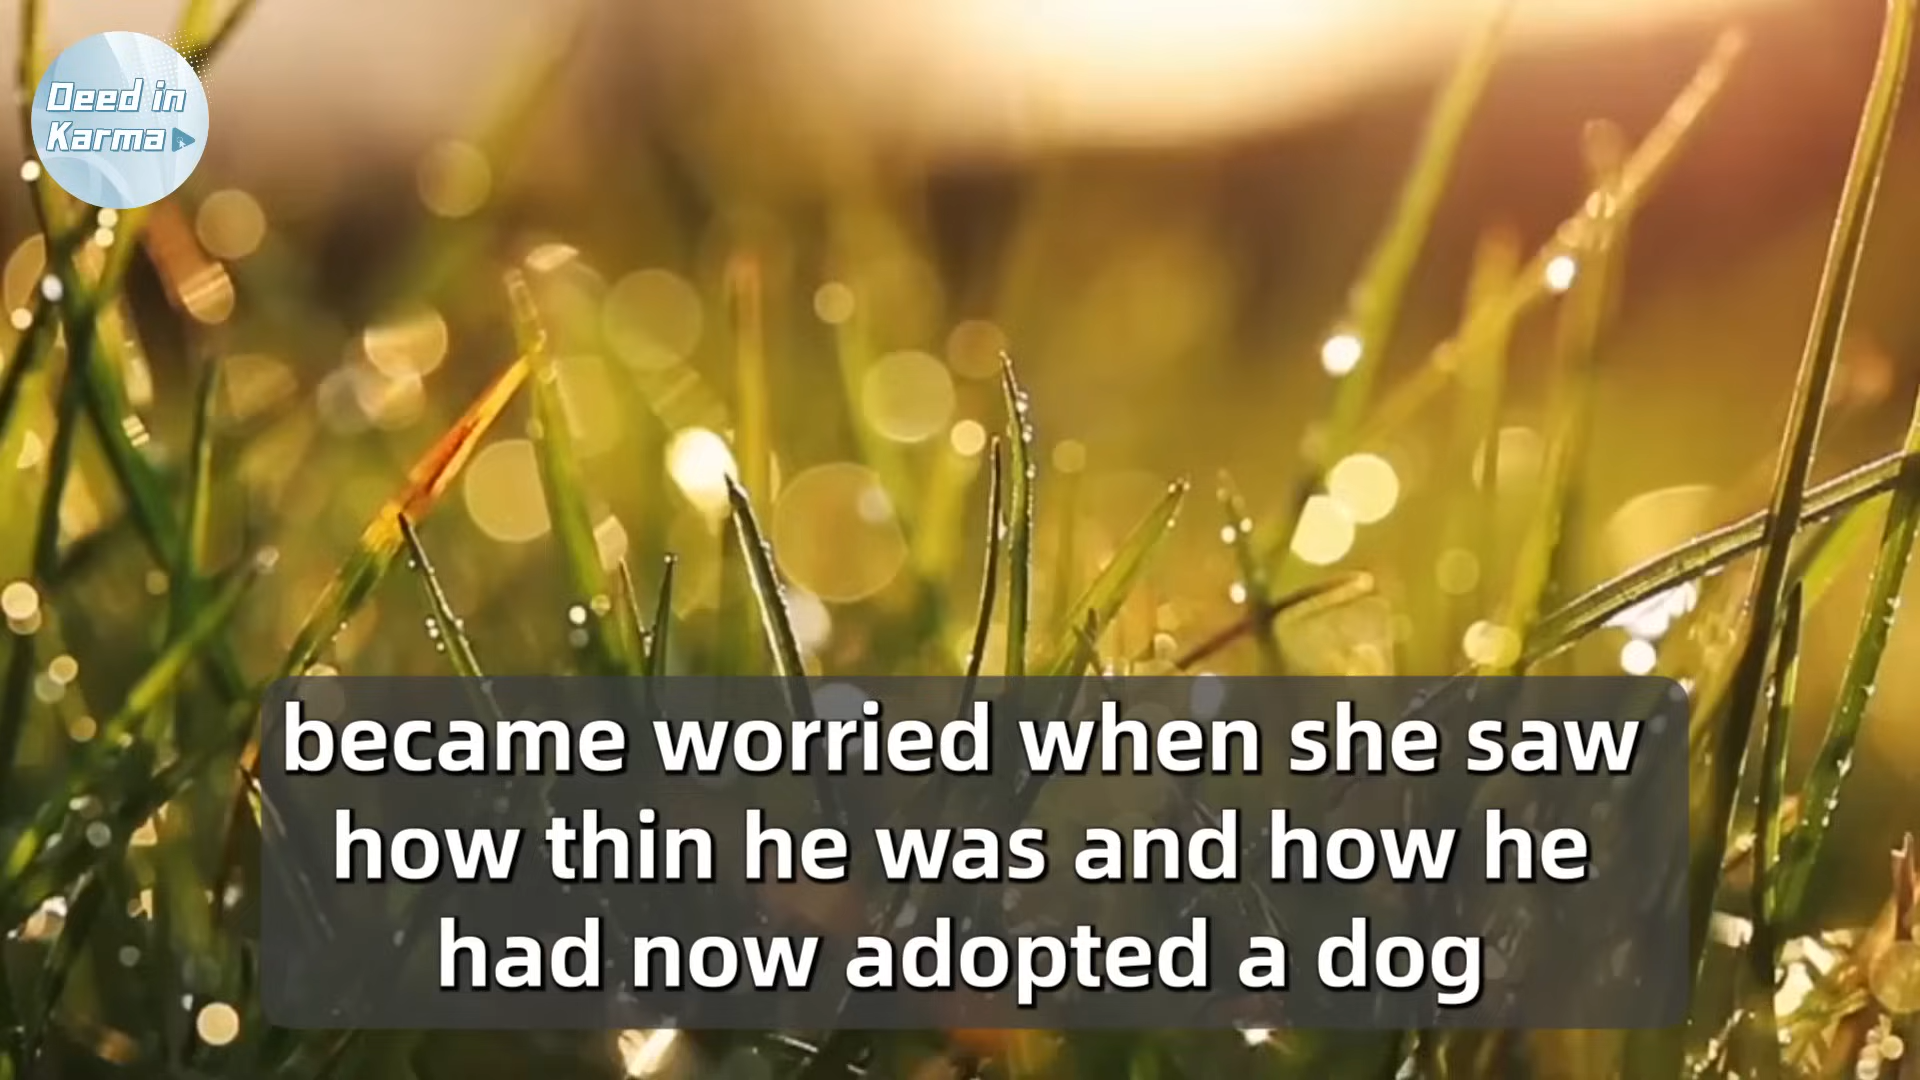 Deed in
Karma
became worried when she saw
how thin he was and how he
had now adopted a dog